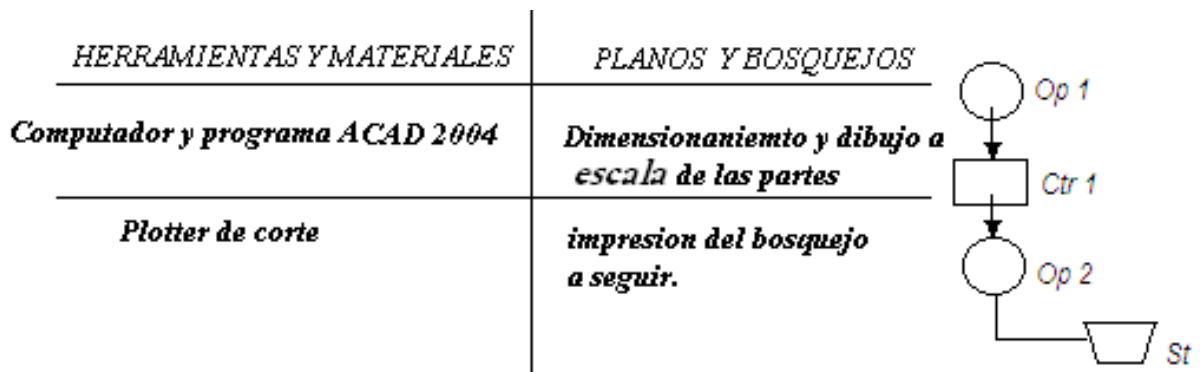 HERRAMIENTAS Y MATERIALES
PLANOS Y BOSQUEJOS
Op 1
Computador y programa ACAD 2004
Dimensionaniemto y dibujo a
escala de las partes
Ctr 1
Plotter de corte
impresion del bosquejo
a seguir.
Op 2
St